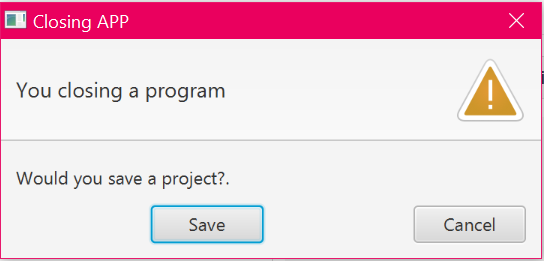 Closing APP
You closing a program
Would you save a project?.
Save
Cancel